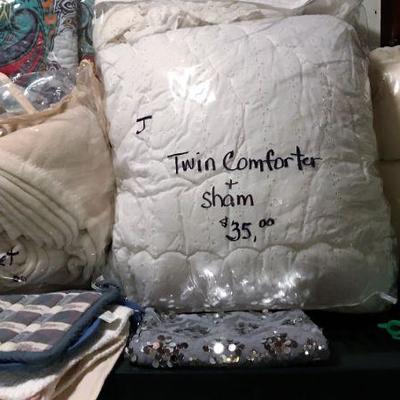 J
Twin Comforter
+
sham
$35.00